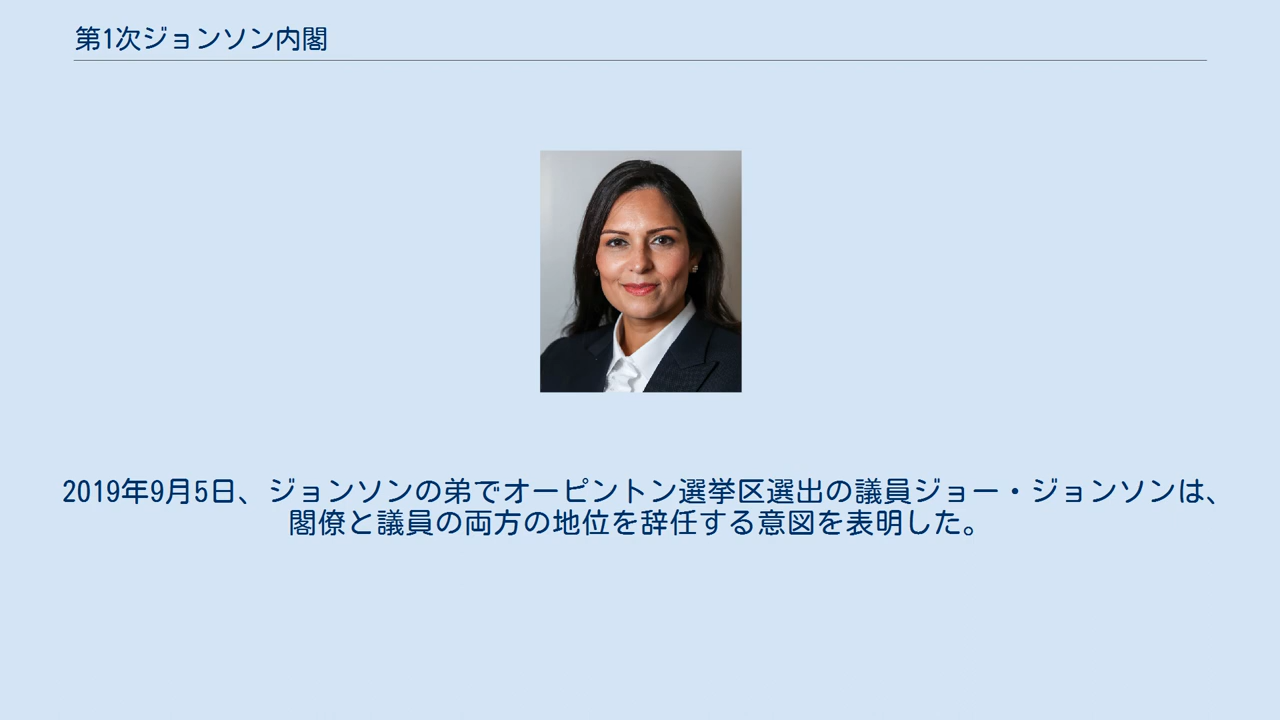 第1次ジョンソン内閣
2019年9月5日、ジョンソンの弟でオーピントン選挙区選出の議員ジョー・ジョンソンは、
閣僚と議員の両方の地位を辞任する意図を表明した。